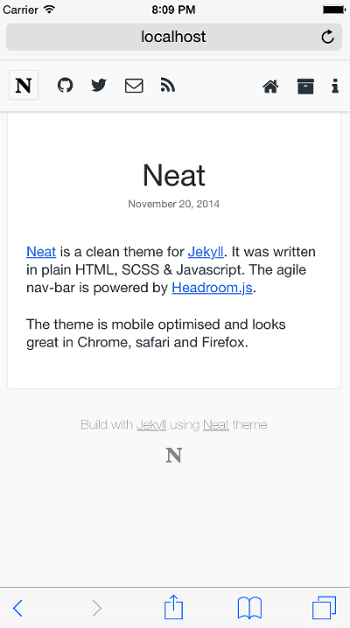 Carrier 8:09 PM
localhost
N
Neat
November 20, 2014
Neat is a clean theme for Jekyll. It was written
in plain HTML, SCSS & Javascript. The agile
nav-bar is powered by Headroom.js.
The theme is mobile optimised and looks
great in Chrome, safari and Firefox.
Build with Jekyll using Neat theme
N